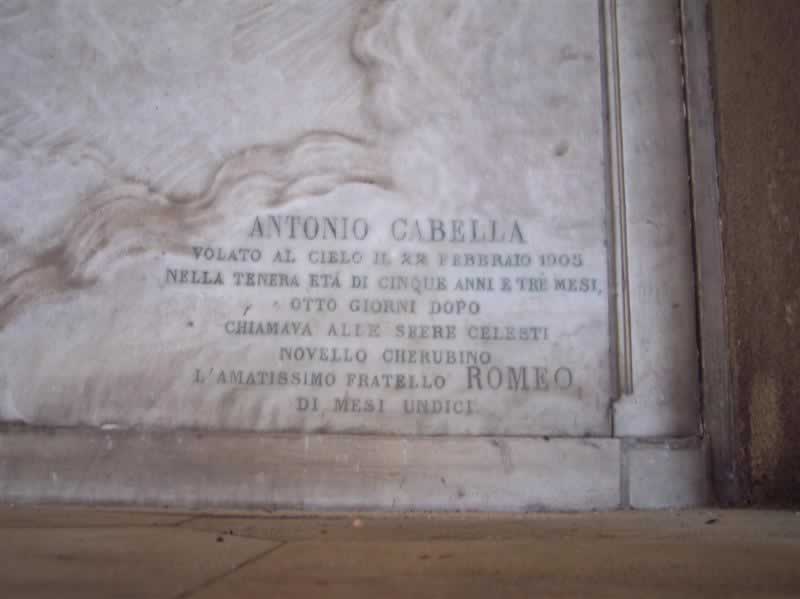 ANTONIO CABELLA
VOLATO AL CIELO IL 22 FEBBRAIO 1905
NELLA TENERA ETÁ DI CINQUE ANNI E TRE MESI,
OTTO GIORNI DOPO
CHIAMAVA ALLE SFERE CELESTI
NOVELLO CHERUBINO
L'AMATISSIMO FRATELLO ROMEO
DI MESI UNDICI